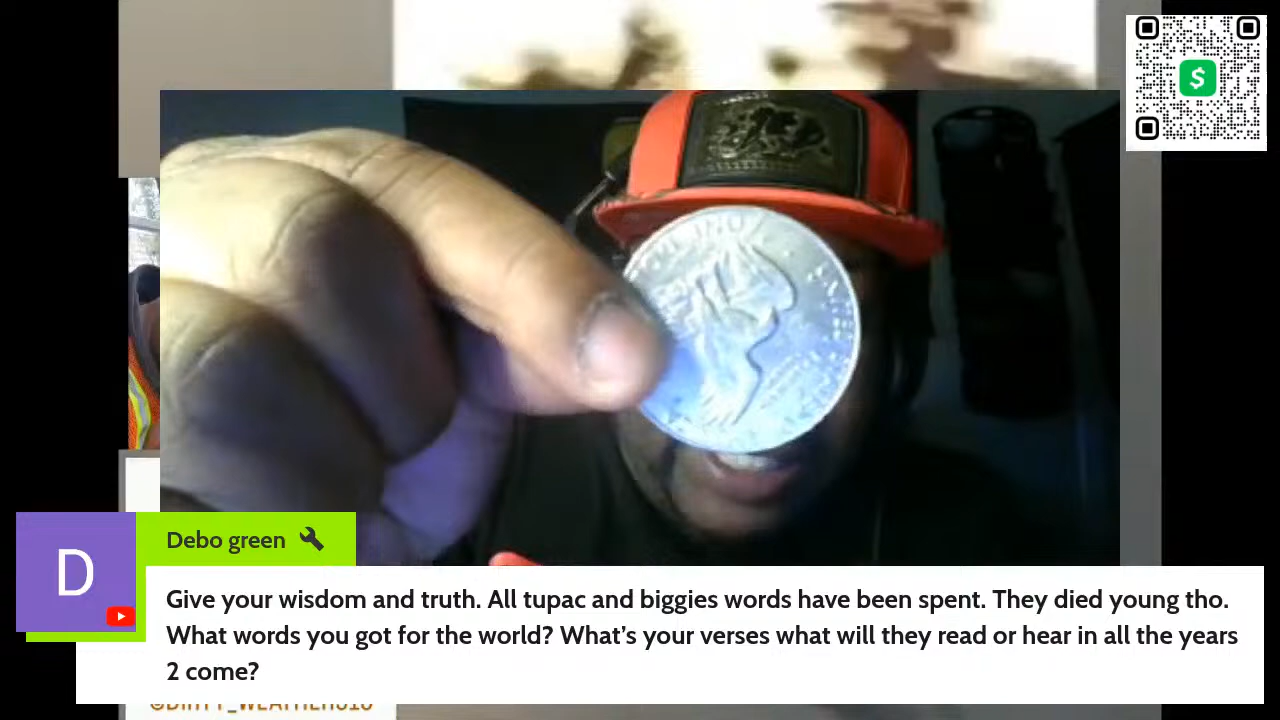 $
D
Debo green
Give your wisdom and truth. All tupac and biggies words have been spent. They died young tho.
What words you got for the world? What's your verses what will they read or hear in all the years
2 come?